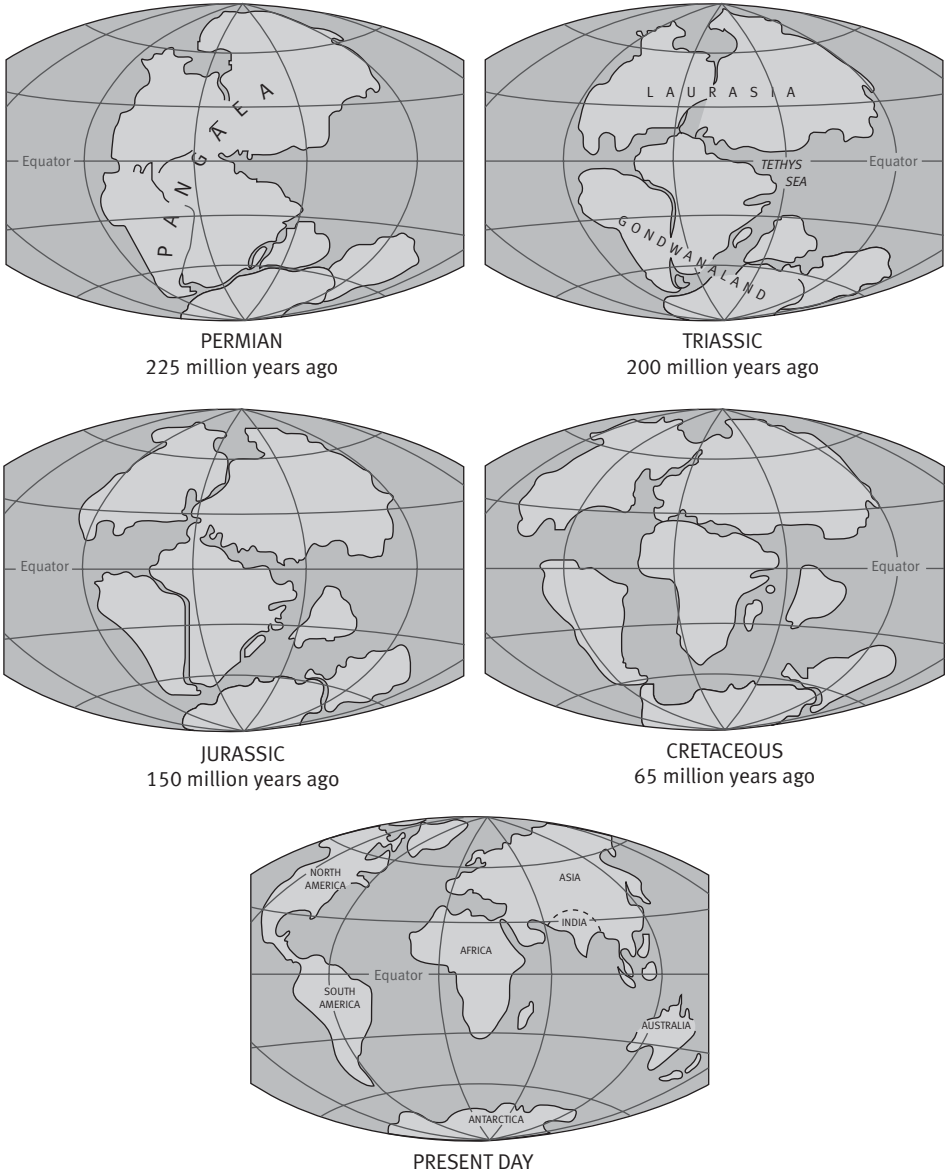 PANGAEA
Equator
PERMIAN
225 million years ago
LAURASIA
TETHYS
SEA
Equator
GONDWANALAND
TRIASSIC
200 million years ago
Equator
JURASSIC
150 million years ago
Equator
CRETACEOUS
65 million years ago
NORTH
AMERICA
ASIA
INDIA
AFRICA
Equator
SOUTH
AMERICA
AUSTRALIA
ANTARCTICA
PRESENT DAY